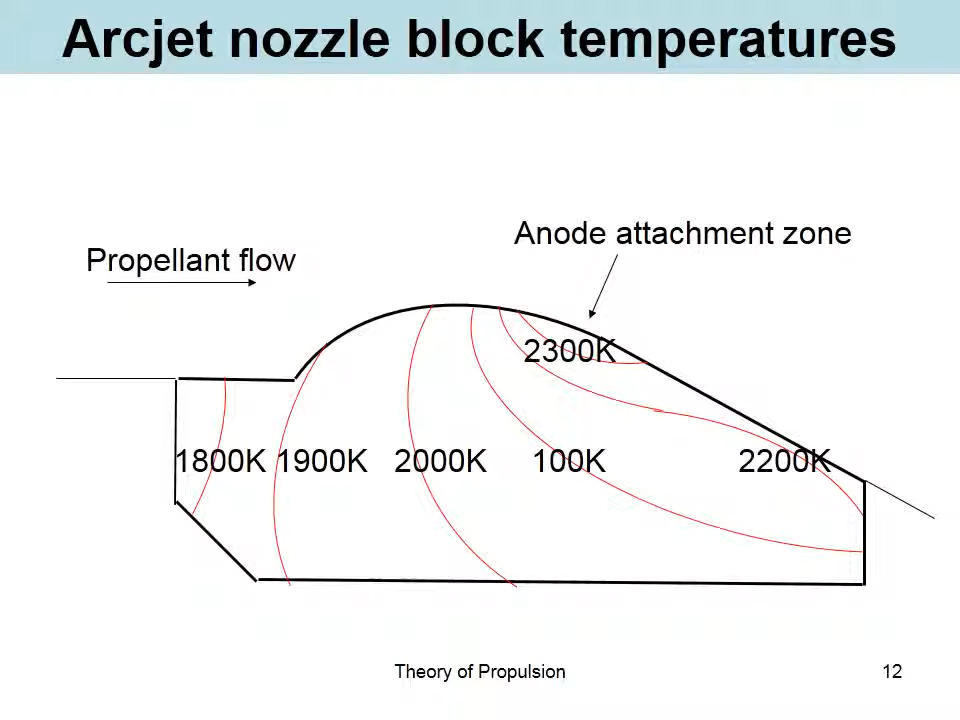 Arcjet nozzle block temperatures
Anode attachment zone
Propellant flow
2300K
1800K 1900K 2000K 100K 2200K
Theory of Propulsion 12